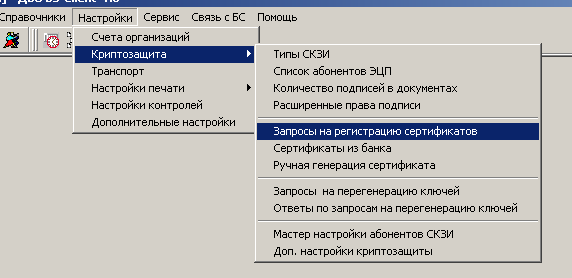 Справочники Настройки Сервис Связь с БС Помощь
Счета организаций
Криптозащита
Транспорт
Настройки печати
Настройки контролей
Дополнительные настройки
Типы СКЗИ
Список абонентов ЭЦП
Количество подписей в документах
Расширенные права подписи
Запросы на регистрацию сертификатов
Сертификаты из банка
Ручная генерация сертификата
Запросы на перегенерацию ключей
Ответы по запросам на перегенерацию ключей
Мастер настройки абонентов СКЗИ
Доп. настройки криптозащиты